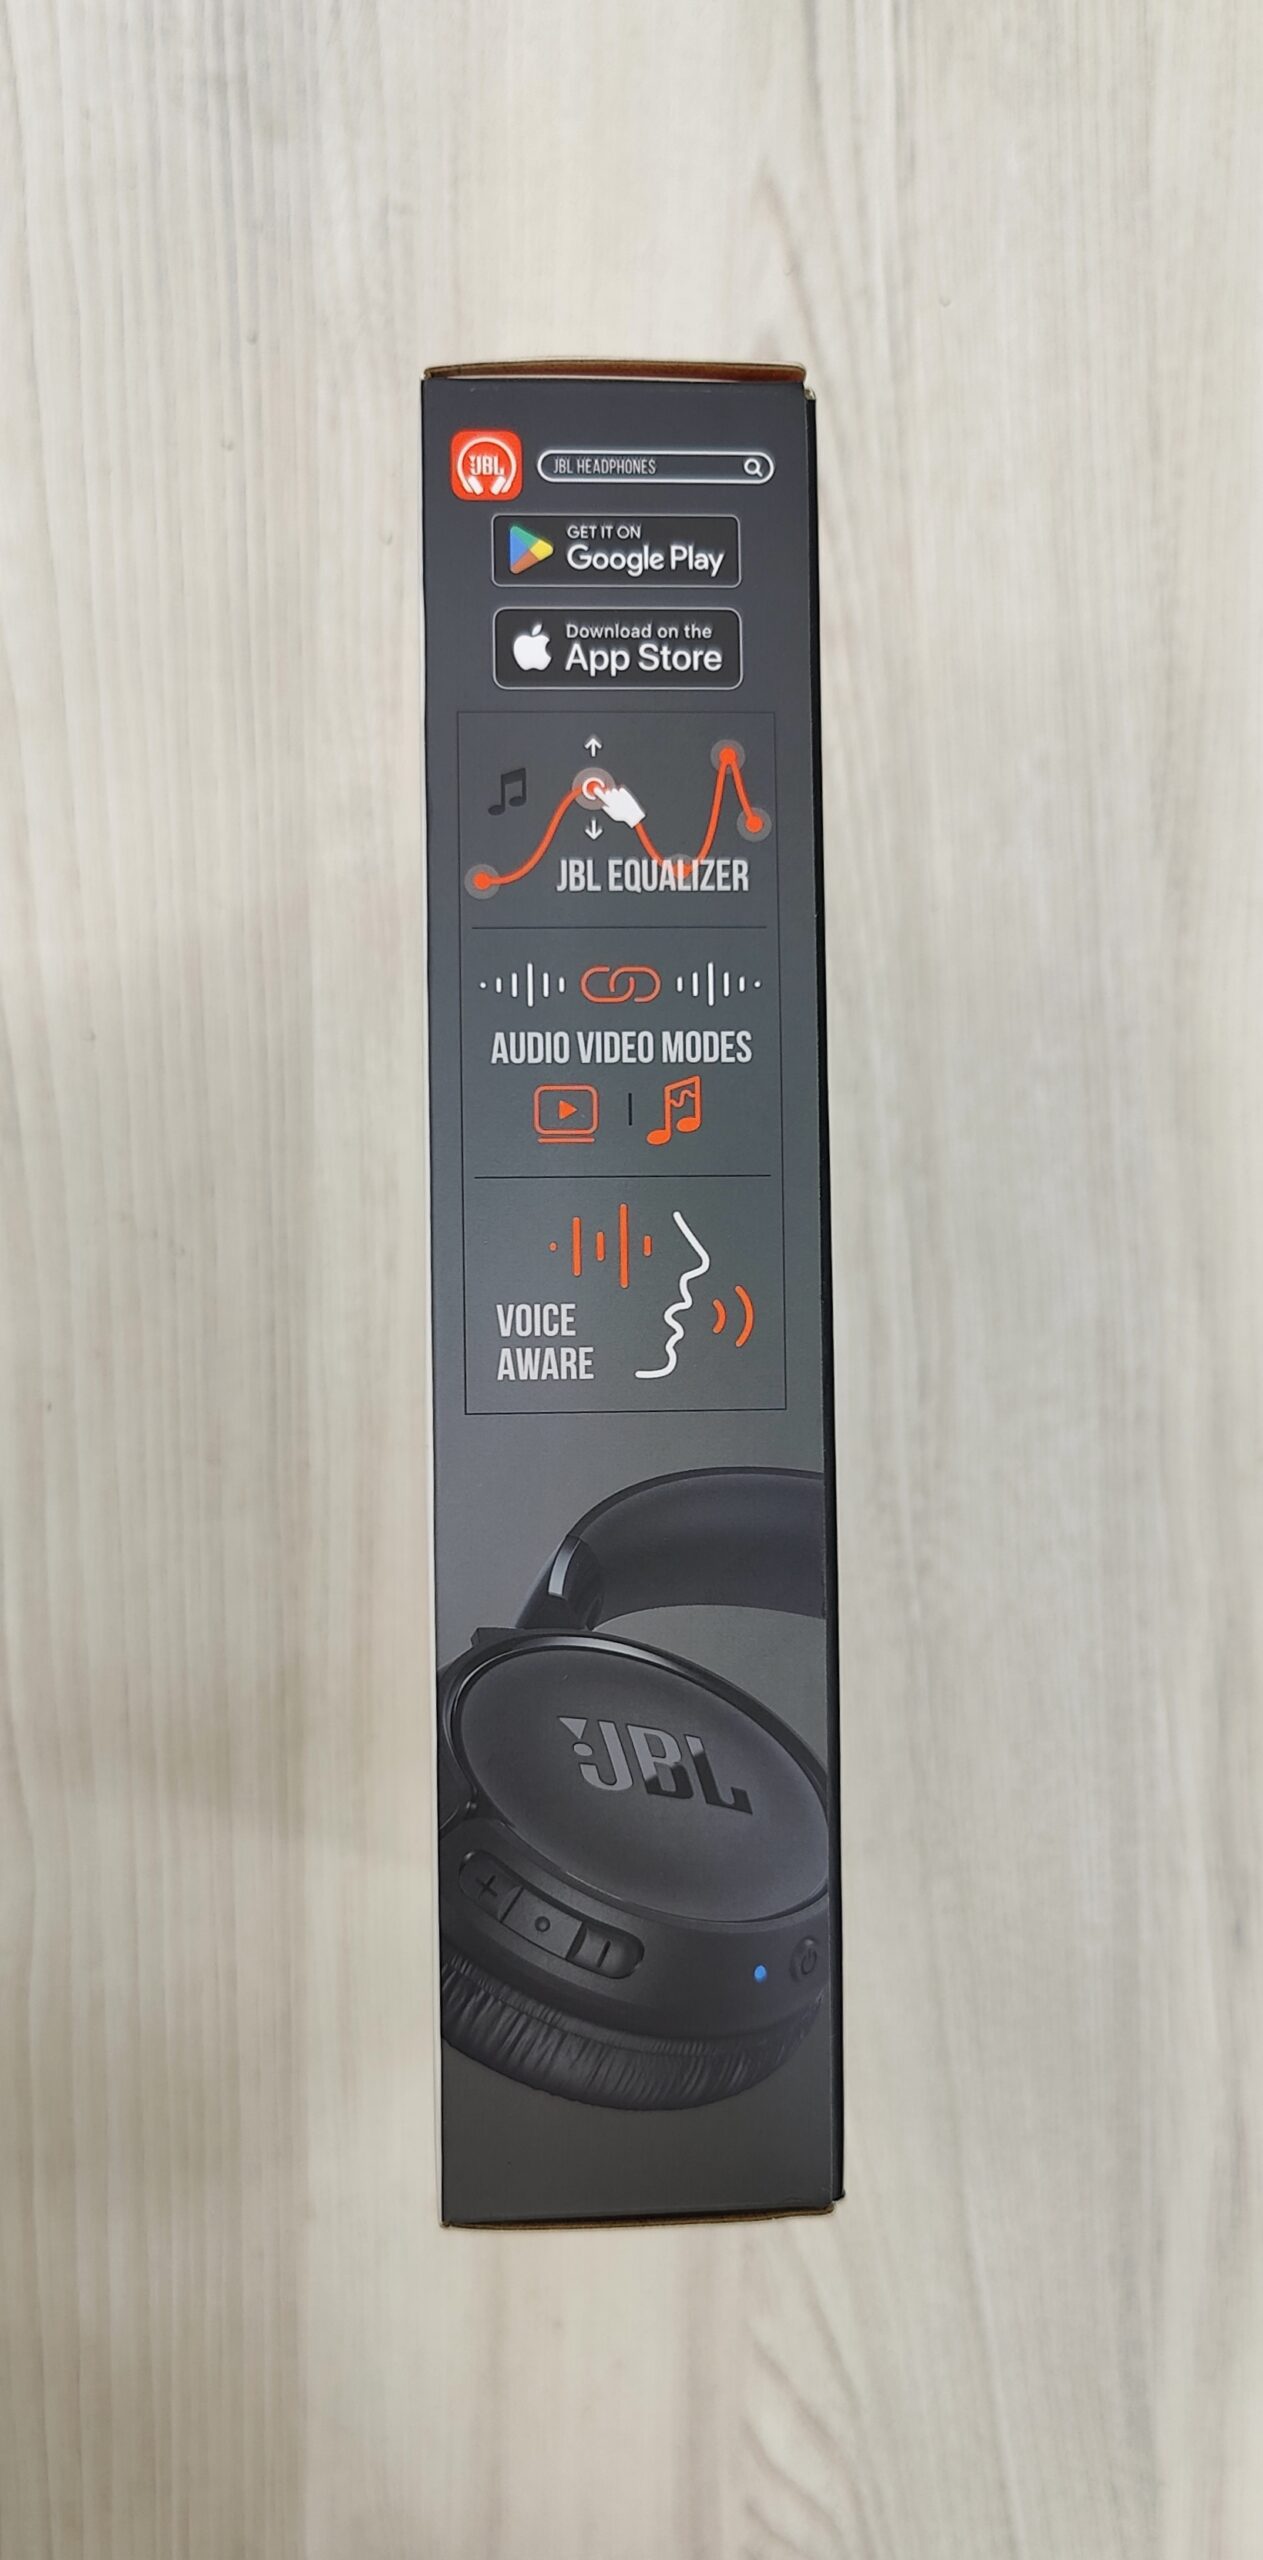 JBL
JBL HEADPHONES
GET IT ON
Google Play
Download on the
App Store
JBL EQUALIZER
AUDIO VIDEO MODES
VOICE
AWARE
JBL